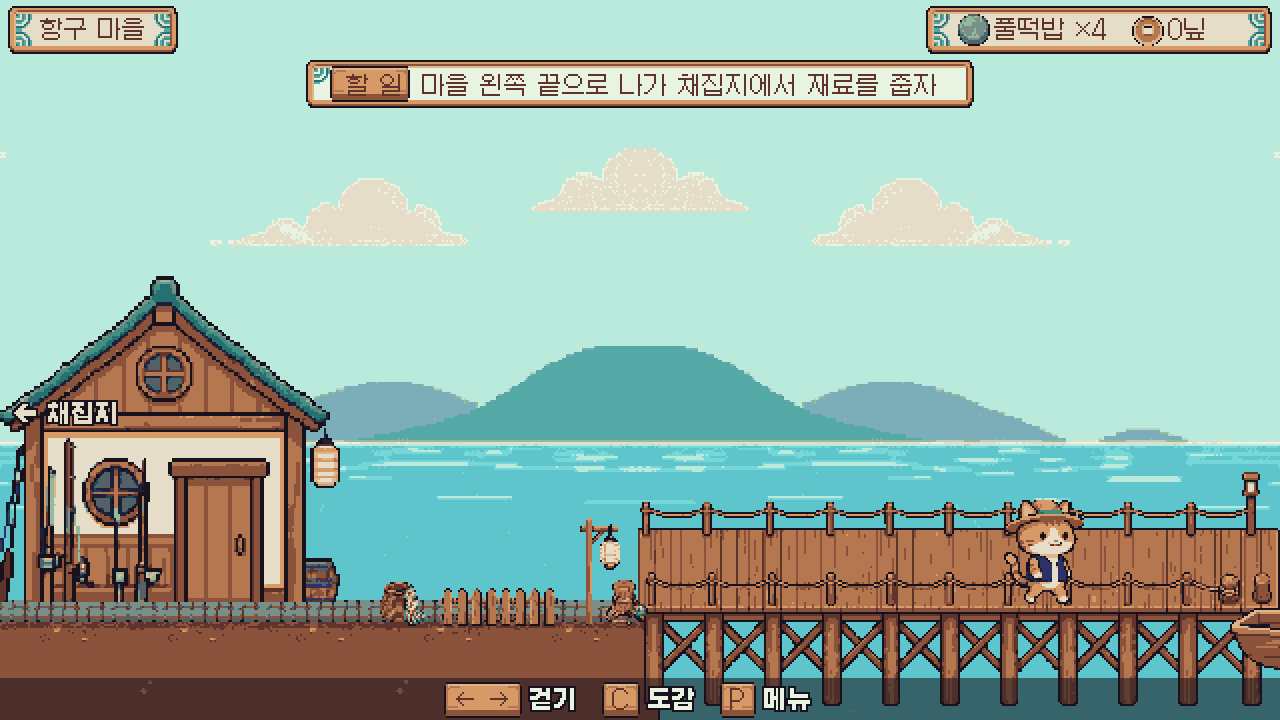 항구 마을
풀떡밥 ×4 0닢
할 일 마을 왼쪽 끝으로 나가 채집지에서 재료를 줍자
← 채집지
← → 걷기 C 도감 P 메뉴